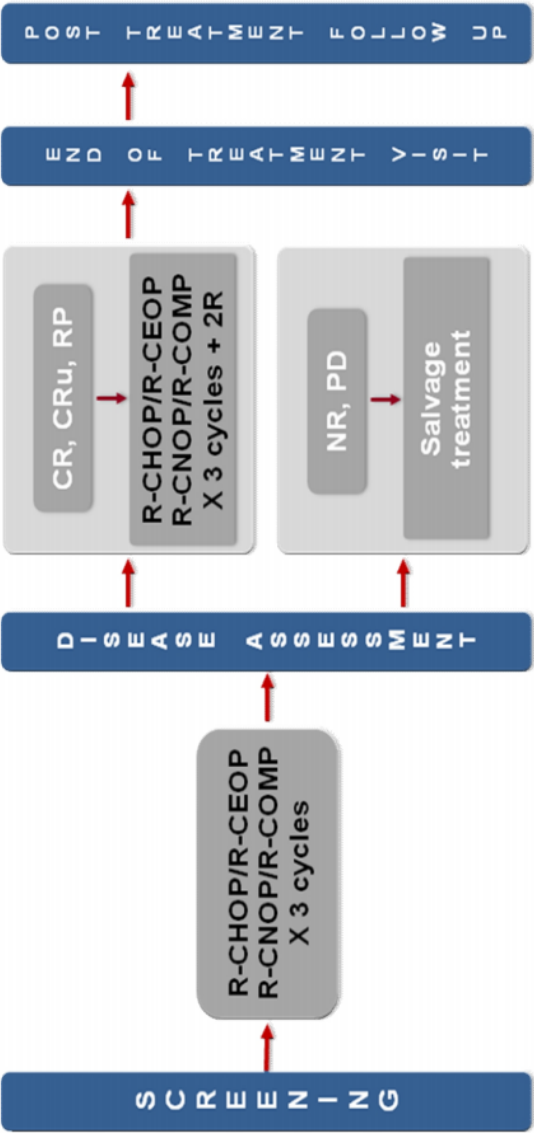 SCREENING
R-CHOP/R-CEOP
R-CNOP/R-COMP
X 3 cycles
DISEASE ASSESSMENT
CR, CRu, RP
R-CHOP/R-CEOP
R-CNOP/R-COMP
X 3 cycles + 2R
NR, PD
Salvage
treatment
END OF TREATMENT VISIT
POST TREATMENT FOLLOW UP